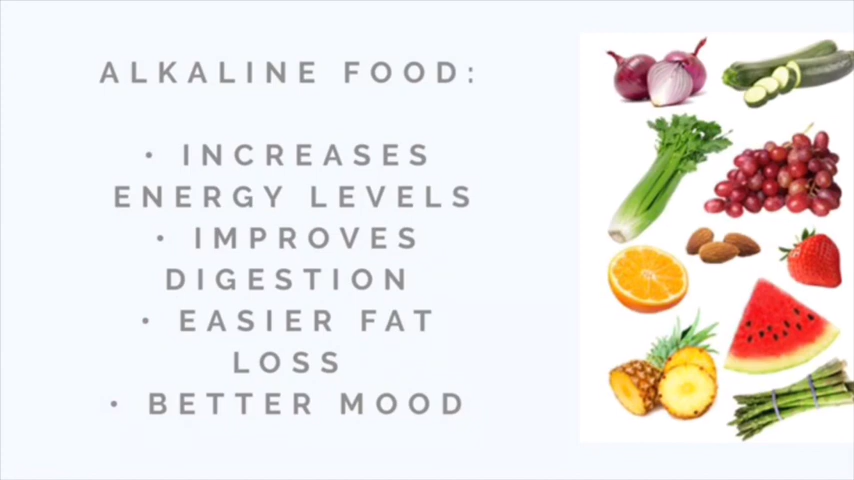 ALKALINE FOOD:
• INCREASES
ENERGY LEVELS
• IMPROVES
DIGESTION
• EASIER FAT
LOSS
• BETTER MOOD